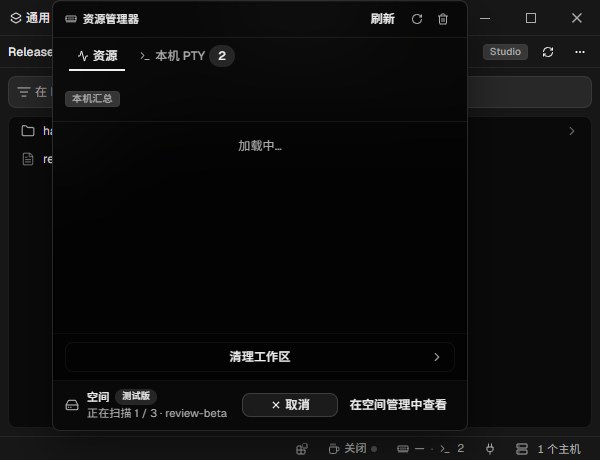 通用
资源管理器
刷新
Release
资源
本机 PTY
2
Studio
在
本机汇总
ha
加载中...
re
清理工作区
空间
测试版
正在扫描 1 / 3 · review-beta
取消
在空间管理中查看
关闭
— ·
2
1 个主机